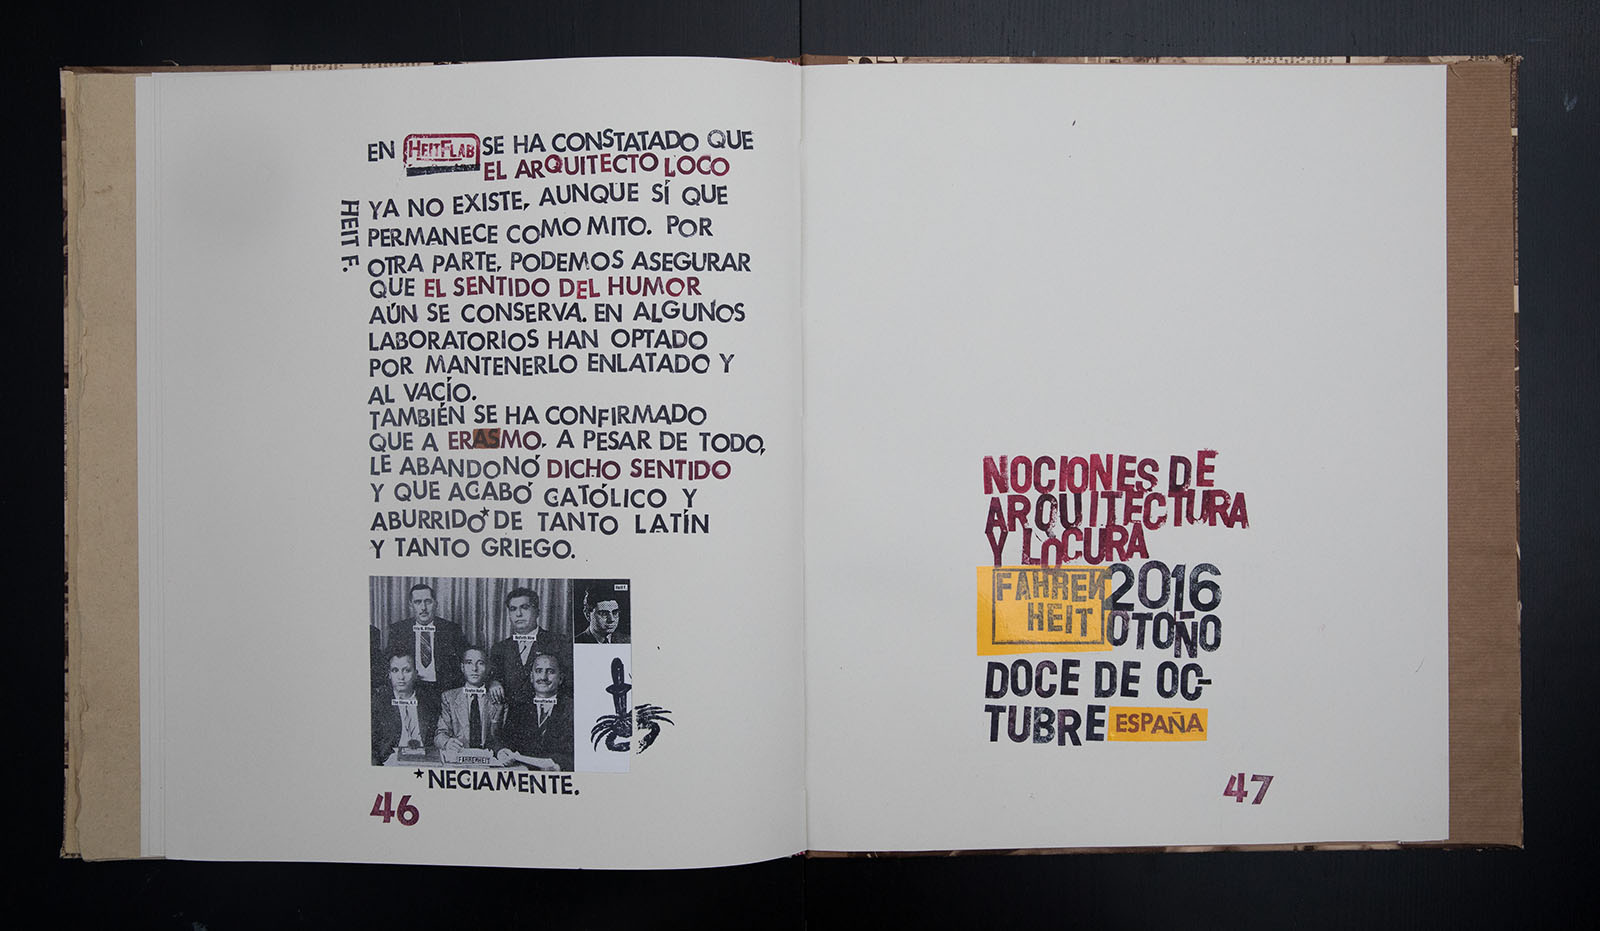 EN HEITFLAB SE HA CONSTATADO QUE
EL ARQUITECTO LOCO
YA NO EXISTE, AUNQUE SÍ QUE
PERMANECE COMO MITO. POR
OTRA PARTE, PODEMOS ASEGURAR
QUE EL SENTIDO DEL HUMOR
AÚN SE CONSERVA. EN ALGUNOS
LABORATORIOS HAN OPTADO
POR MANTENERLO ENLATADO Y
AL VACÍO.
TAMBIÉN SE HA CONFIRMADO
QUE A ERASMO, A PESAR DE TODO,
LE ABANDONÓ DICHO SENTIDO
Y QUE ACABÓ CATÓLICO Y
ABURRIDO* DE TANTO LATÍN
Y TANTO GRIEGO.
HEIT F.
Heit F.
FAHRENHEIT
*NECIAMENTE.
46
NOCIONES DE
ARQUITECTURA
Y LOCURA
FAHREN
HEIT
2016
OTOÑO
DOCE DE OC-
TUBRE ESPAÑA
47